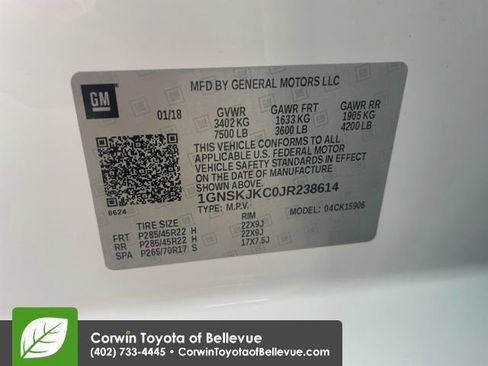 GM
MFD BY GENERAL MOTORS LLC
01/18 GVWR GAWR FRT GAWR RR
3402 KG 1633 KG 1905 KG
7500 LB 3600 LB 4200 LB
THIS VEHICLE CONFORMS TO ALL
APPLICABLE U.S. FEDERAL MOTOR
VEHICLE SAFETY STANDARDS IN EFFECT ON
THE DATE OF MANUFACTURE SHOWN ABOVE.
1GNSKJKC0JR238614
8624 TYPE: M.P.V. MODEL: 04CK15906
TIRE SIZE RIM
FRT P285/45R22 H 22X9J
RR P285/45R22 H 22X9J
SPA P265/70R17 S 17X7.5J
Corwin Toyota of Bellevue
(402) 733-4445 • CorwinToyotaofBellevue.com